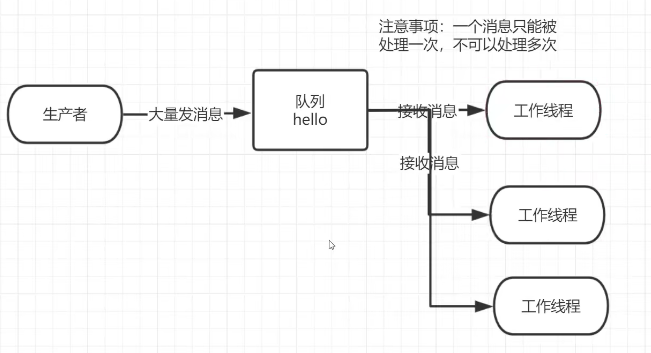 注意事项：一个消息只能被
处理一次，不可以处理多次
生产者
大量发消息
队列
hello
接收消息
工作线程
接收消息
工作线程
工作线程